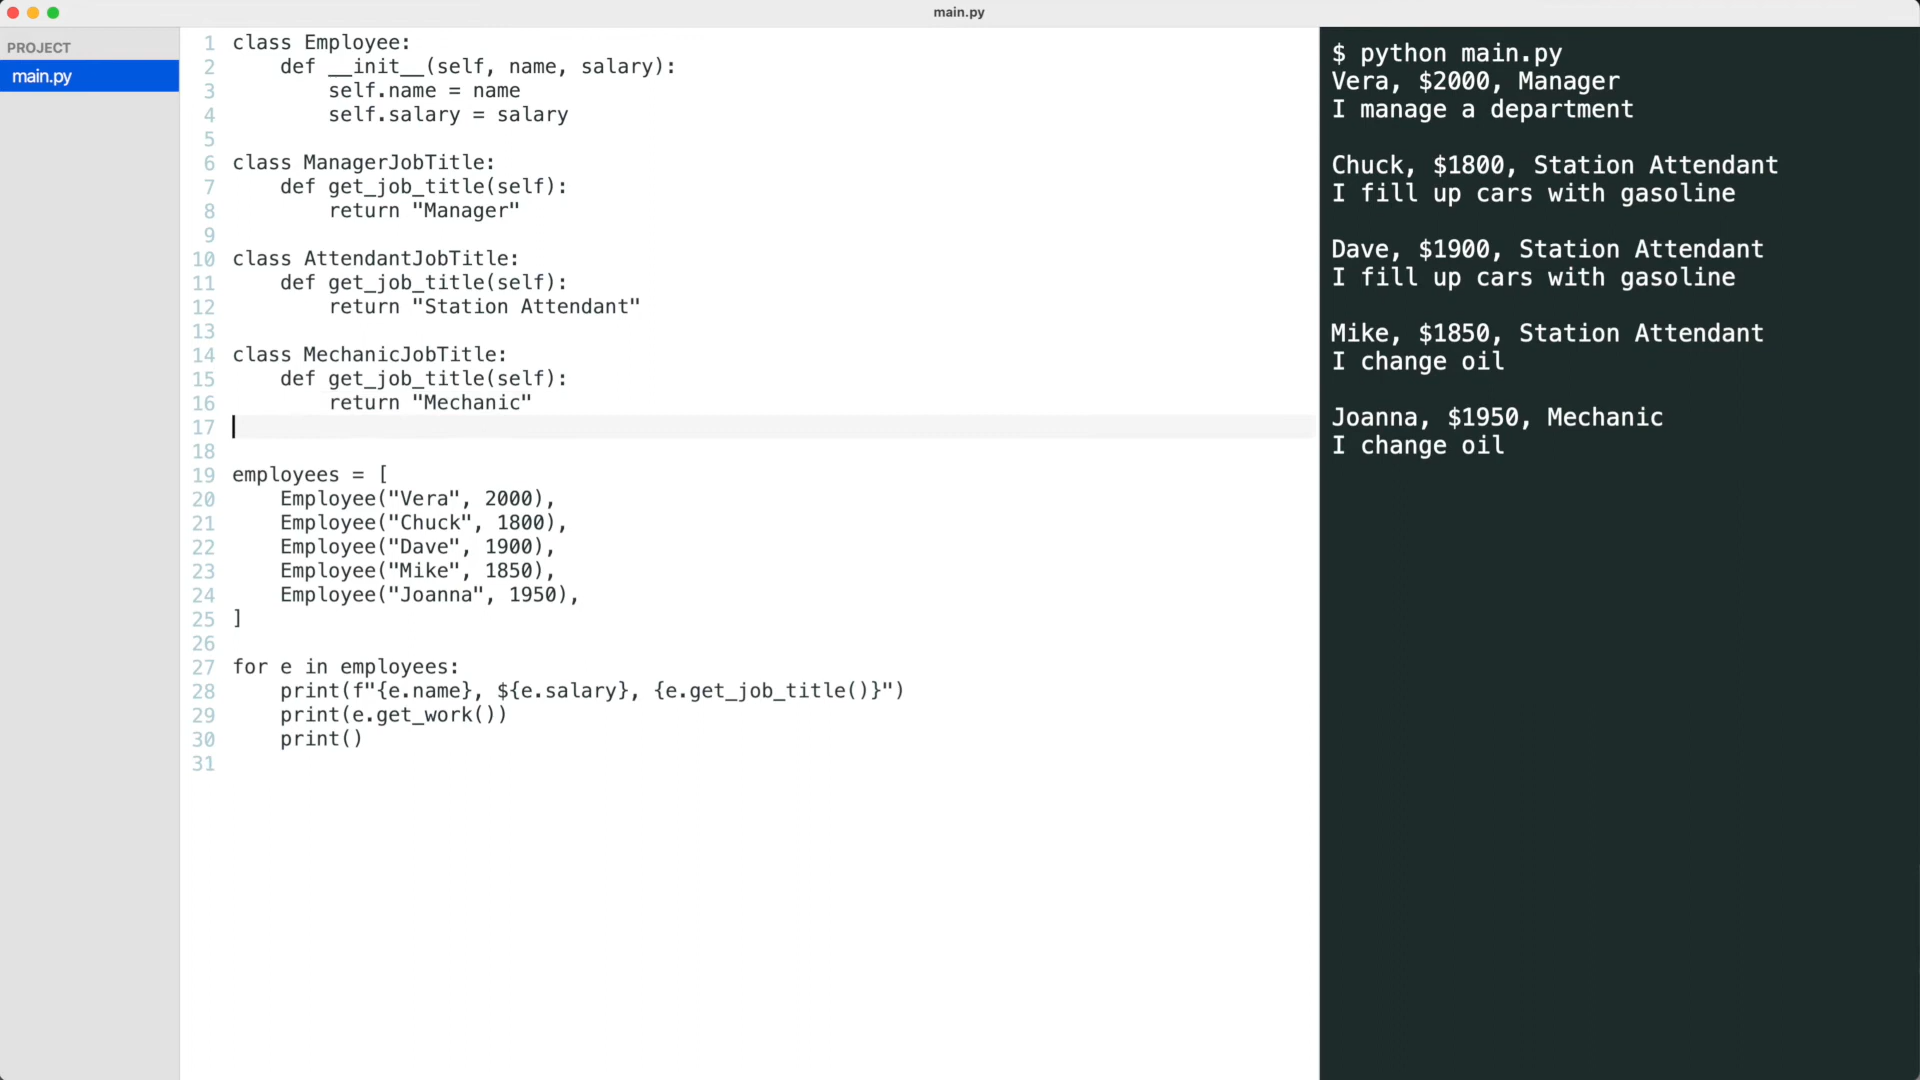 main.py
PROJECT
main.py
1 class Employee:
2     def __init__(self, name, salary):
3         self.name = name
4         self.salary = salary
5
6 class ManagerJobTitle:
7     def get_job_title(self):
8         return "Manager"
9
10 class AttendantJobTitle:
11     def get_job_title(self):
12         return "Station Attendant"
13
14 class MechanicJobTitle:
15     def get_job_title(self):
16         return "Mechanic"
17
18
19 employees = [
20     Employee("Vera", 2000),
21     Employee("Chuck", 1800),
22     Employee("Dave", 1900),
23     Employee("Mike", 1850),
24     Employee("Joanna", 1950),
25 ]
26
27 for e in employees:
28     print(f"{e.name}, ${e.salary}, {e.get_job_title()}")
29     print(e.get_work())
30     print()
31
$ python main.py
Vera, $2000, Manager
I manage a department
Chuck, $1800, Station Attendant
I fill up cars with gasoline
Dave, $1900, Station Attendant
I fill up cars with gasoline
Mike, $1850, Station Attendant
I change oil
Joanna, $1950, Mechanic
I change oil